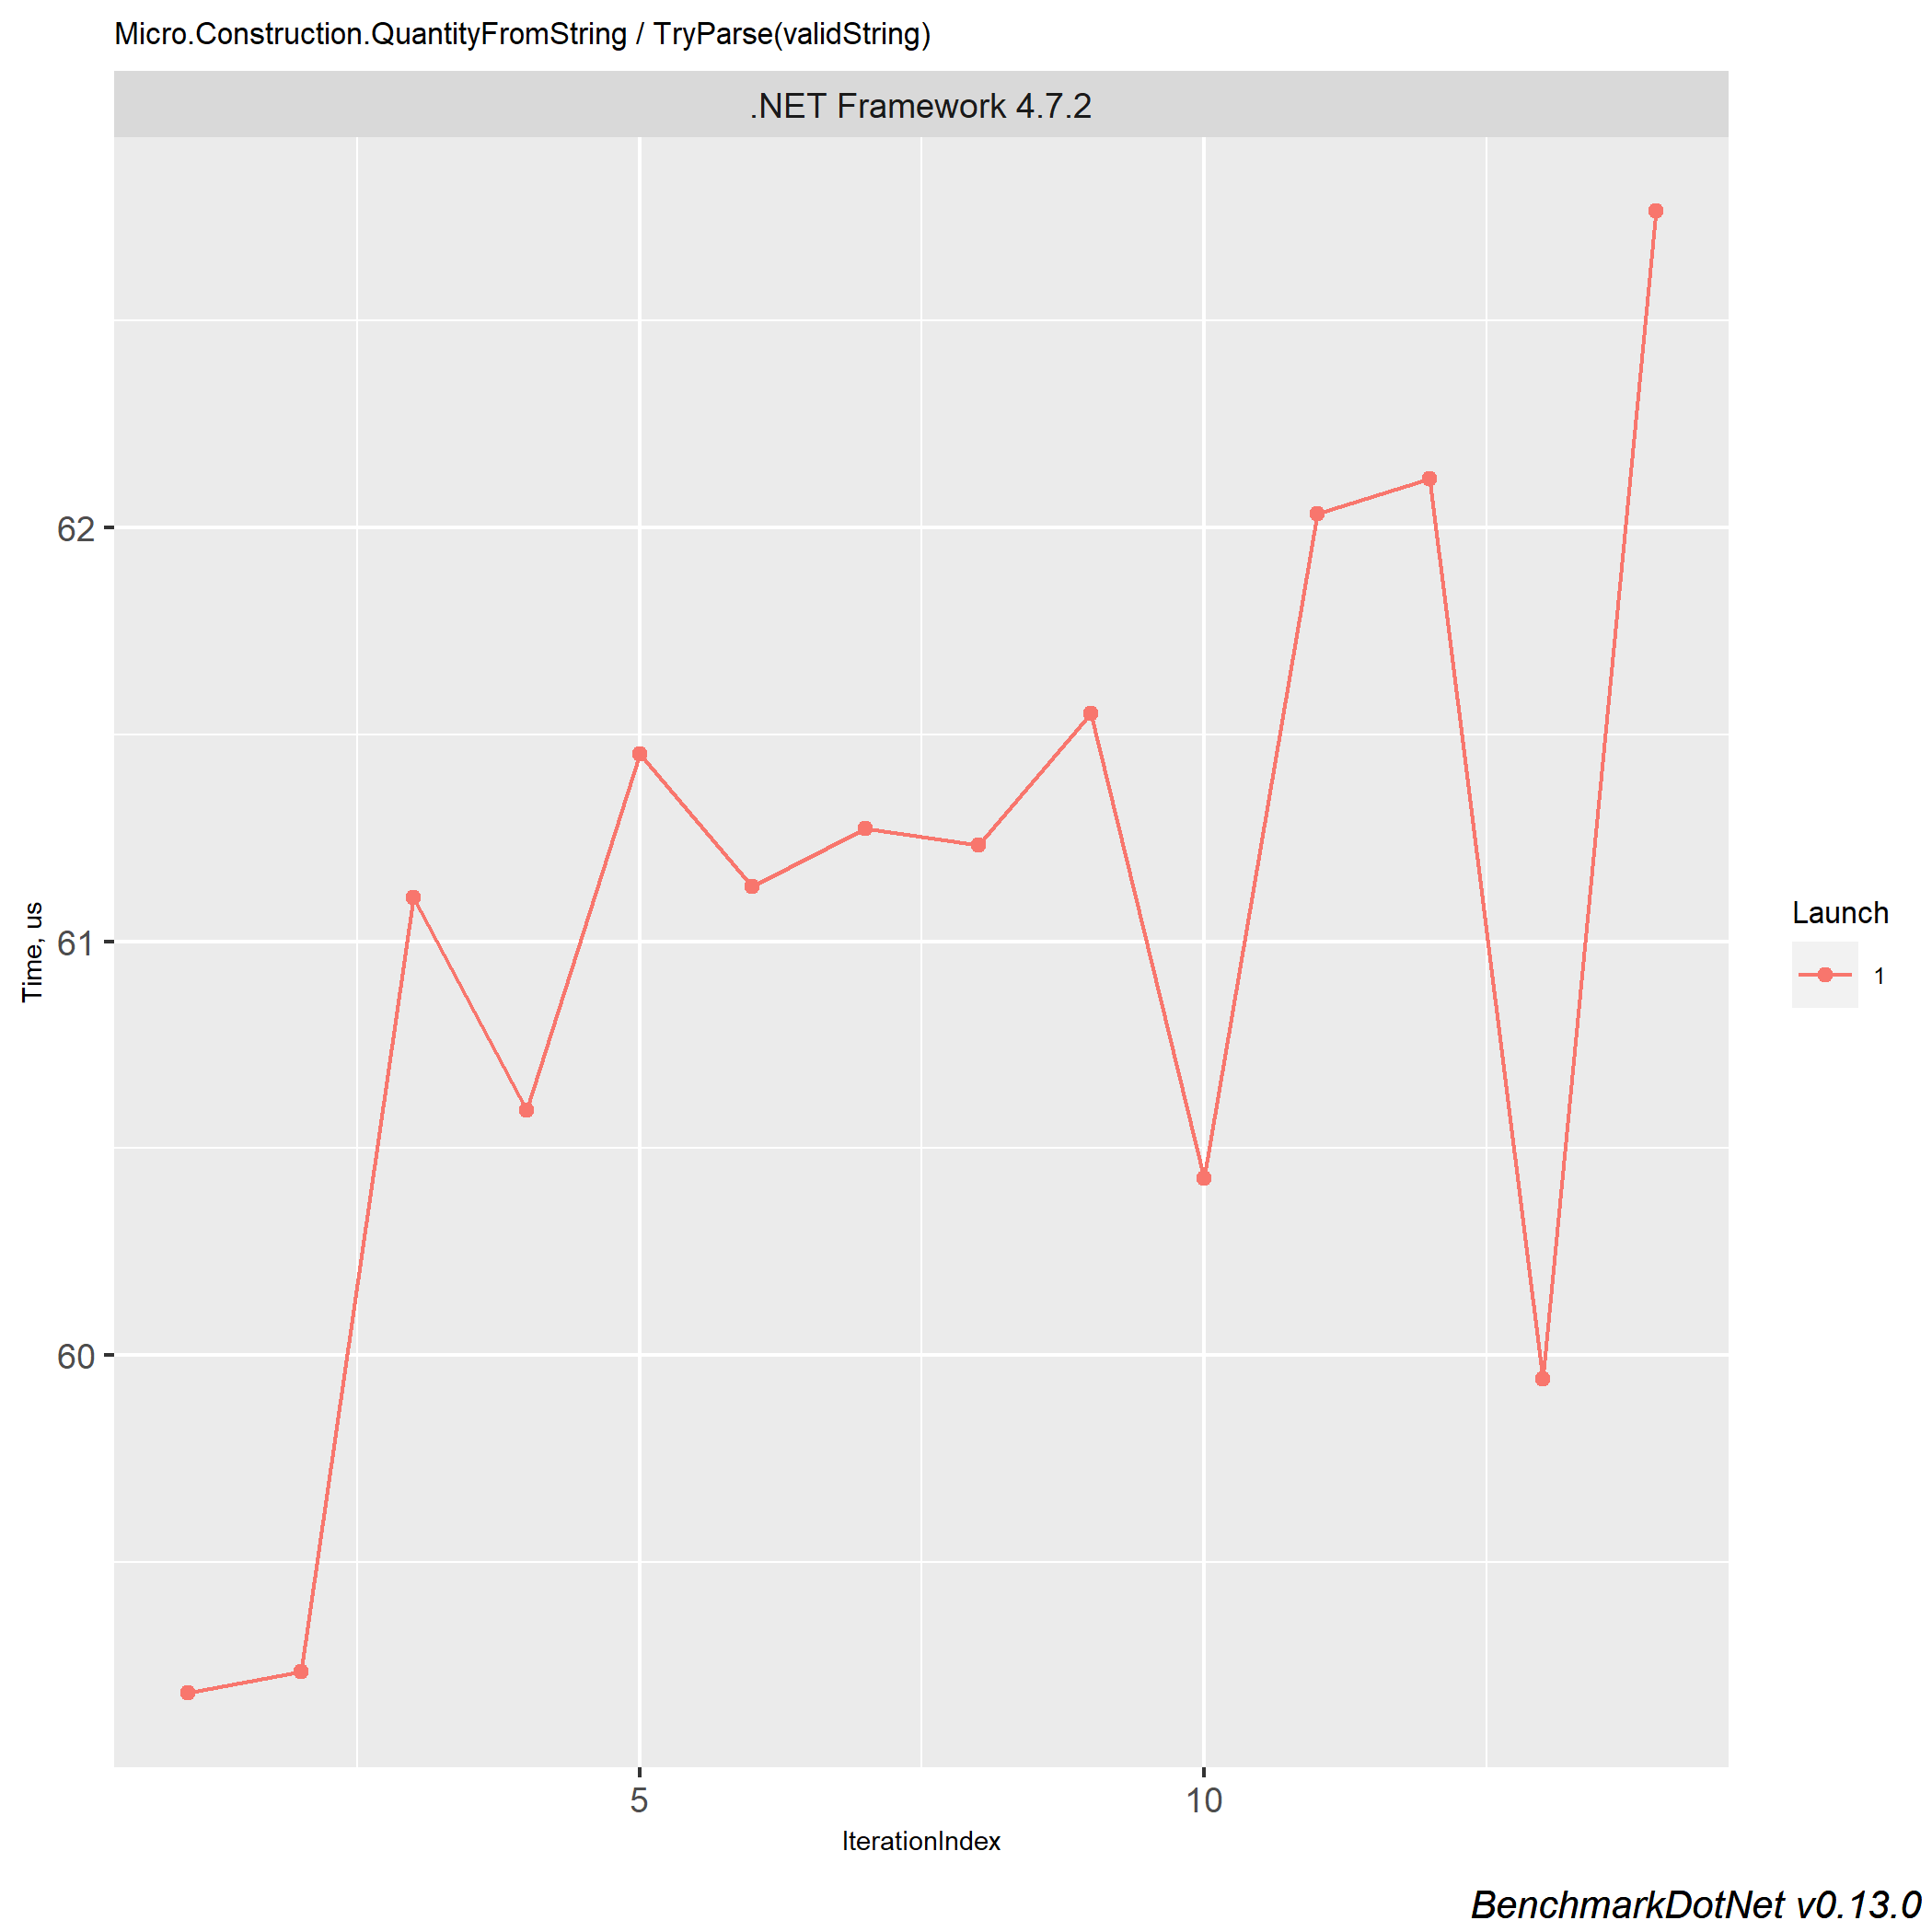 Micro.Construction.QuantityFromString / TryParse(validString)
.NET Framework 4.7.2
62
61
60
Time, us
5
10
IterationIndex
Launch
1
BenchmarkDotNet v0.13.0